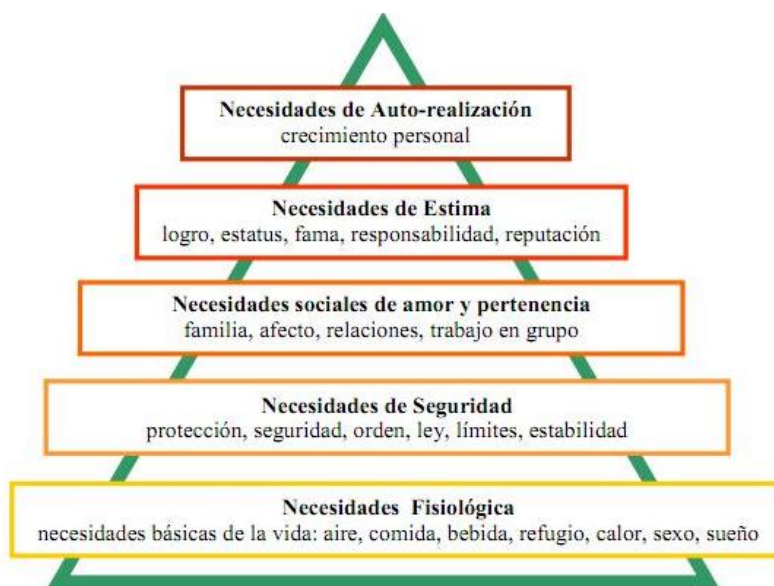 Necesidades de Auto-realización
crecimiento personal
Necesidades de Estima
logro, estatus, fama, responsabilidad, reputación
Necesidades sociales de amor y pertenencia
familia, afecto, relaciones, trabajo en grupo
Necesidades de Seguridad
protección, seguridad, orden, ley, límites, estabilidad
Necesidades Fisiológica
necesidades básicas de la vida: aire, comida, bebida, refugio, calor, sexo, sueño